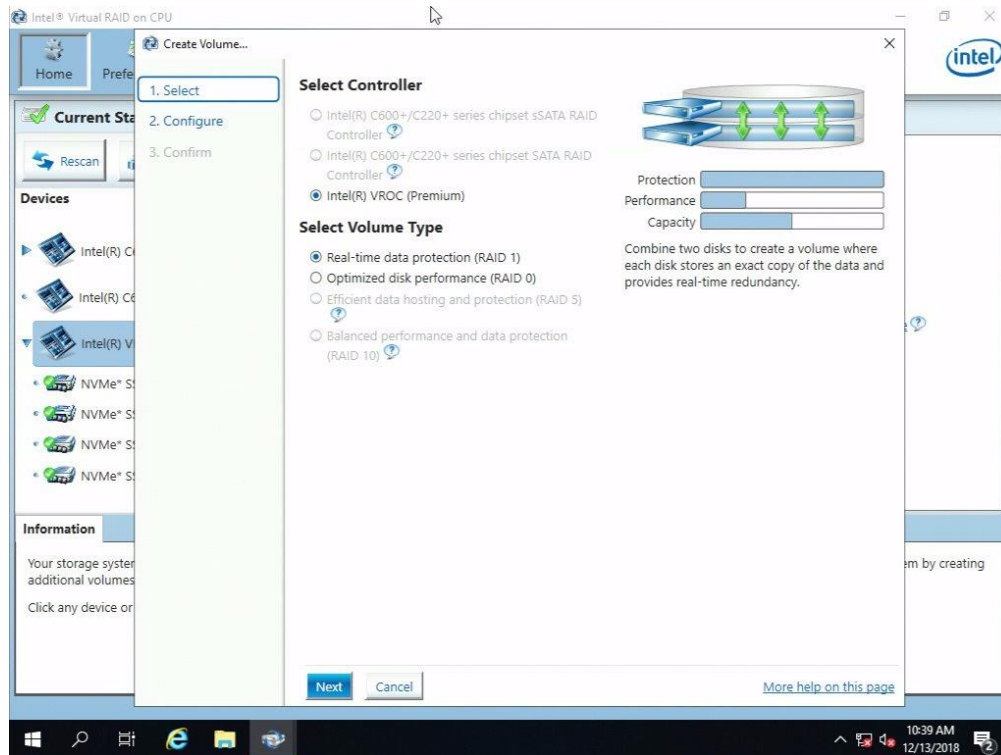 Intel® Virtual RAID on CPU
Home
Prefe
intel
Current Sta
Rescan
Devices
Intel(R) C
Intel(R) C6
Intel(R) V
NVMe* S
NVMe* S
NVMe* S
NVMe* S
Information
Your storage system
additional volumes
Click any device or
em by creating
Create Volume...
1. Select
2. Configure
3. Confirm
Select Controller
Intel(R) C600+/C220+ series chipset sSATA RAID
Controller
Intel(R) C600+/C220+ series chipset SATA RAID
Controller
Intel(R) VROC (Premium)
Select Volume Type
Real-time data protection (RAID 1)
Optimized disk performance (RAID 0)
Efficient data hosting and protection (RAID 5)
Balanced performance and data protection
(RAID 10)
Protection
Performance
Capacity
Combine two disks to create a volume where
each disk stores an exact copy of the data and
provides real-time redundancy.
Next
Cancel
More help on this page
10:39 AM
12/13/2018
2